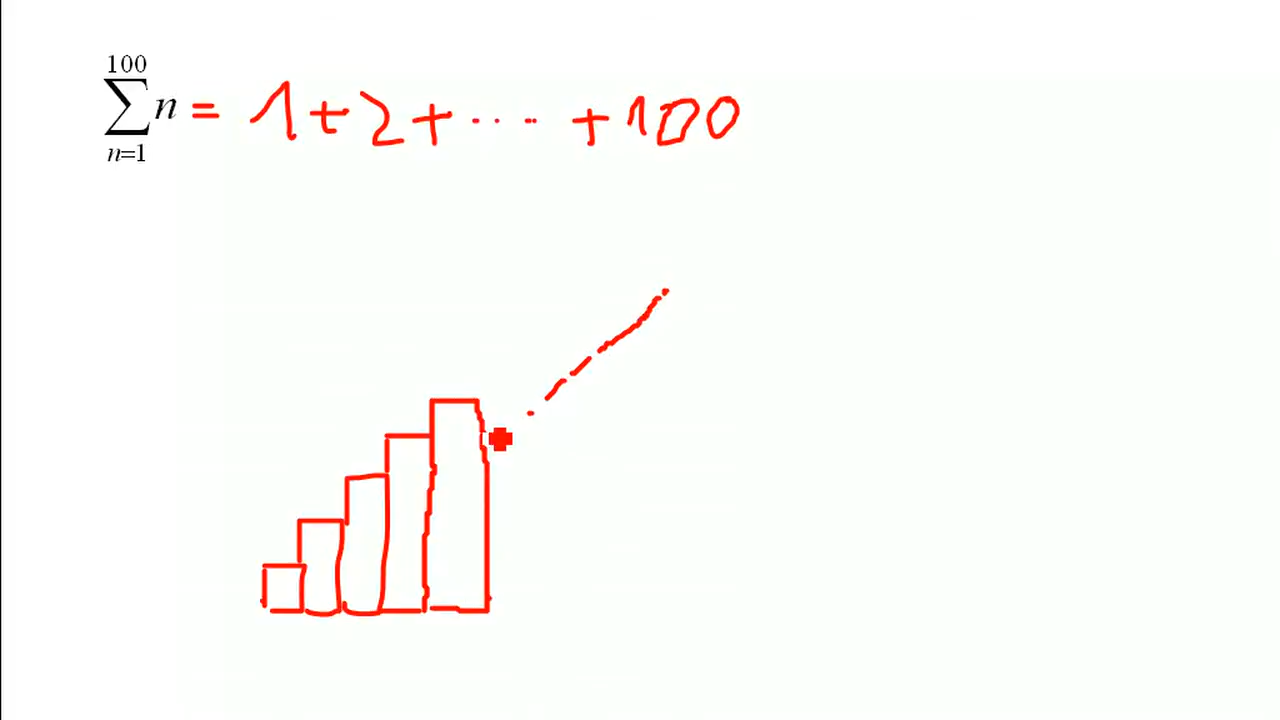 100
∑ n = 1 + 2 + ..... + 100
n=1